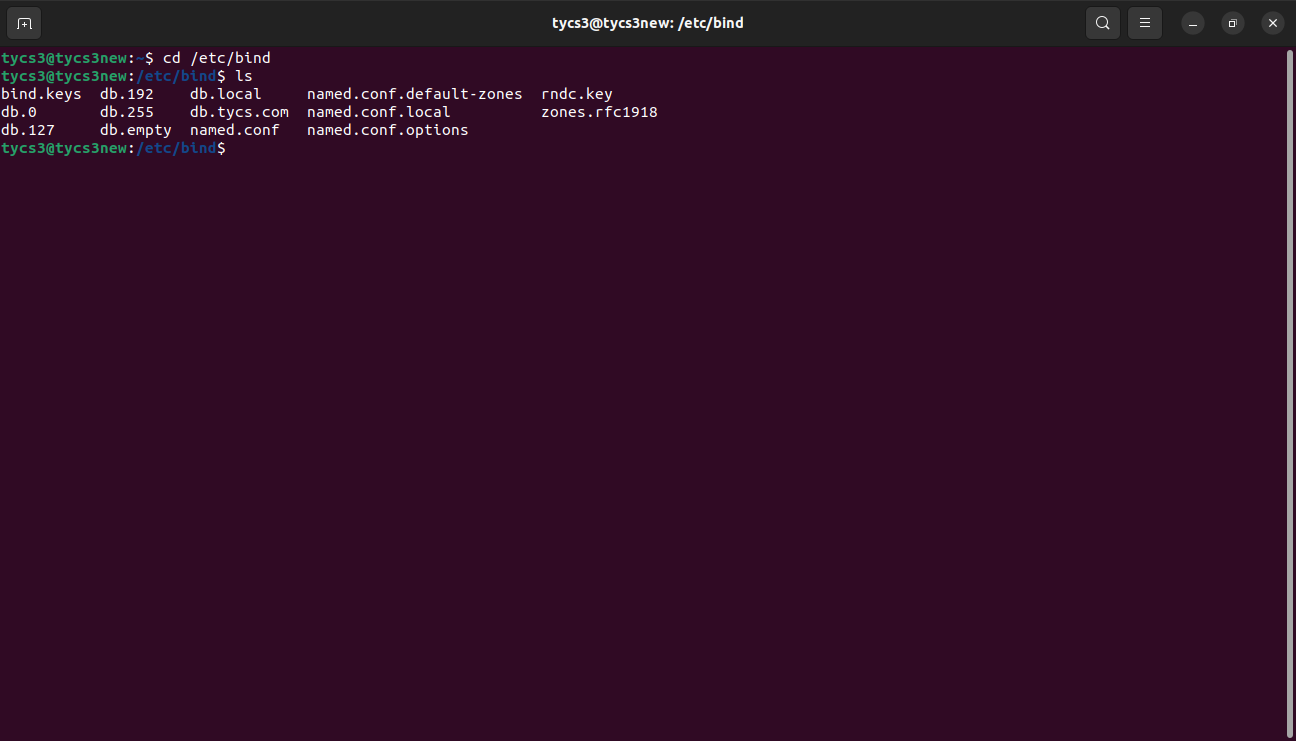 tycs3@tycs3new: /etc/bind
tycs3@tycs3new:~$ cd /etc/bind
tycs3@tycs3new:/etc/bind$ ls
bind.keys  db.192    db.local     named.conf.default-zones  rndc.key
db.0       db.255    db.tycs.com  named.conf.local          zones.rfc1918
db.127     db.empty  named.conf   named.conf.options
tycs3@tycs3new:/etc/bind$